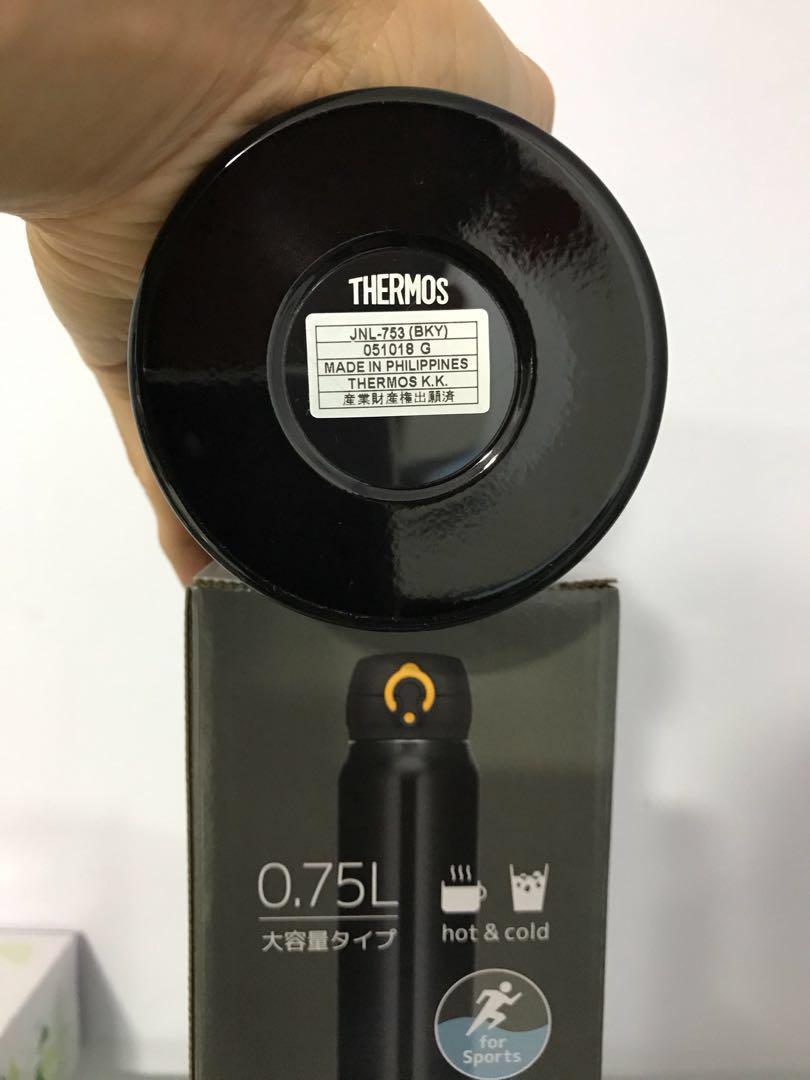 THERMOS
JNL-753 (BKY)
051018 G
MADE IN PHILIPPINES
THERMOS K.K.
産業財産権出願済
0.75L
大容量タイプ
hot & cold
for
Sports